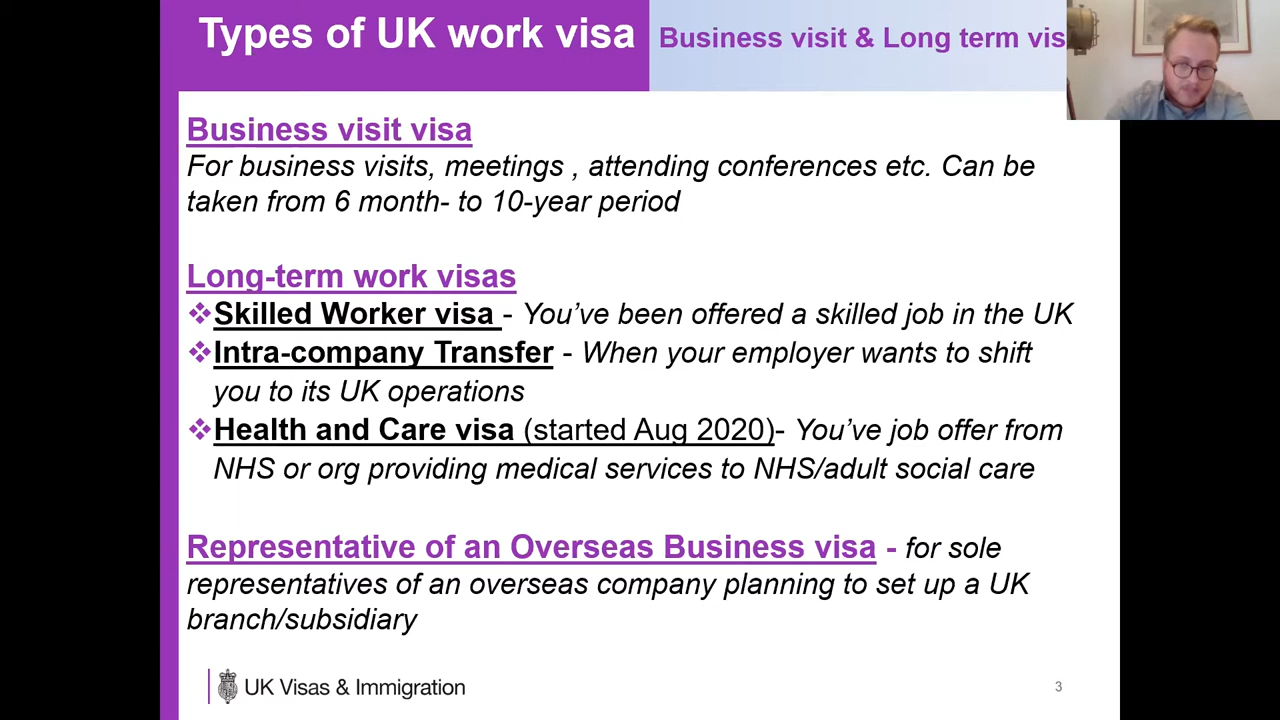 Types of UK work visa
Business visit & Long term vis
Business visit visa
For business visits, meetings , attending conferences etc. Can be
taken from 6 month- to 10-year period
Long-term work visas
❖Skilled Worker visa - You’ve been offered a skilled job in the UK
❖Intra-company Transfer - When your employer wants to shift
you to its UK operations
❖Health and Care visa (started Aug 2020)- You’ve job offer from
NHS or org providing medical services to NHS/adult social care
Representative of an Overseas Business visa - for sole
representatives of an overseas company planning to set up a UK
branch/subsidiary
UK Visas & Immigration
3